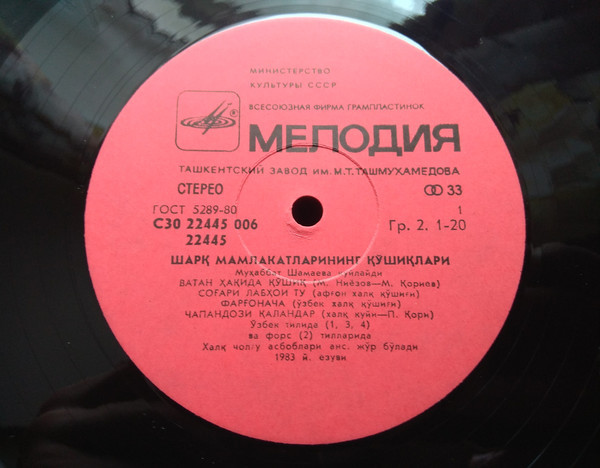 МИНИСТЕРСТВО
КУЛЬТУРЫ СССР
ВСЕСОЮЗНАЯ ФИРМА ГРАМПЛАСТИНОК
МЕЛОДИЯ
ТАШКЕНТСКИЙ ЗАВОД ИМ. М.Т. ТАШМУХАМЕДОВА
СТЕРЕО 33
ГОСТ 5289-80 1
С30 22445 006 Гр. 2. 1-20
22445
ШАРҚ МАМЛАКАТЛАРИНИНГ ҚЎШИҚЛАРИ
Муҳаббат Шамаева куйлайди
ВАТАН ҲАҚИДА ҚЎШИҚ (М. Ниёзов—М. Қориев)
СОҒАРИ ЛАБҲОИ ТУ (афғон халқ қўшиғи)
ФАРҒОНАЧА (ўзбек халқ қўшиғи)
ЧАПАНДОЗИ ҚАЛАНДАР (халқ куйи—П. Қори)
Ўзбек тилида (1, 3, 4)
ва форс (2) тилларида
Халқ чолғу асбоблари анс. жўр бўлади
1983 й. езуви